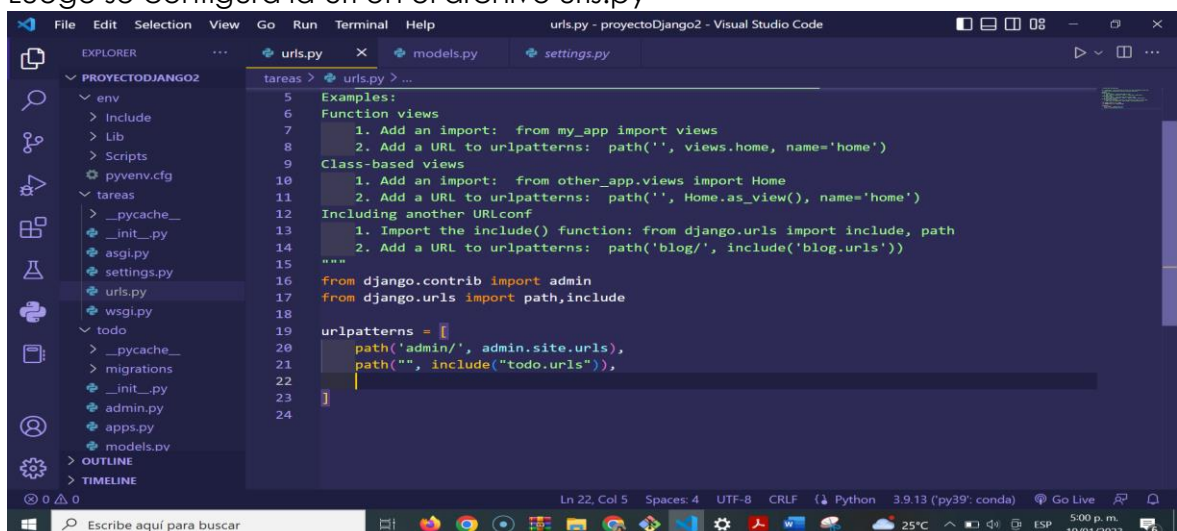 Luego se configura la url en el archivo urls.py
File Edit Selection View Go Run Terminal Help urls.py - proyectoDjango2 - Visual Studio Code
EXPLORER ... urls.py × models.py settings.py
PROYECTODJANGO2 tareas > urls.py > ...
env
Include
Lib
Scripts
pyvenv.cfg
tareas
__pycache__
__init__.py
asgi.py
settings.py
urls.py
wsgi.py
todo
__pycache__
migrations
__init__.py
admin.py
apps.py
models.py
OUTLINE
TIMELINE
5 Examples:
6 Function views
7 1. Add an import:  from my_app import views
8 2. Add a URL to urlpatterns:  path('', views.home, name='home')
9 Class-based views
10 1. Add an import:  from other_app.views import Home
11 2. Add a URL to urlpatterns:  path('', Home.as_view(), name='home')
12 Including another URLconf
13 1. Import the include() function: from django.urls import include, path
14 2. Add a URL to urlpatterns:  path('blog/', include('blog.urls'))
15 """
16 from django.contrib import admin
17 from django.urls import path,include
18
19 urlpatterns = [
20 path('admin/', admin.site.urls),
21 path("", include("todo.urls")),
22
23 ]
24
0 0 Ln 22, Col 5 Spaces: 4 UTF-8 CRLF Python 3.9.13 ('py39': conda) Go Live
Escribe aquí para buscar 25°C ESP 5:00 p. m.